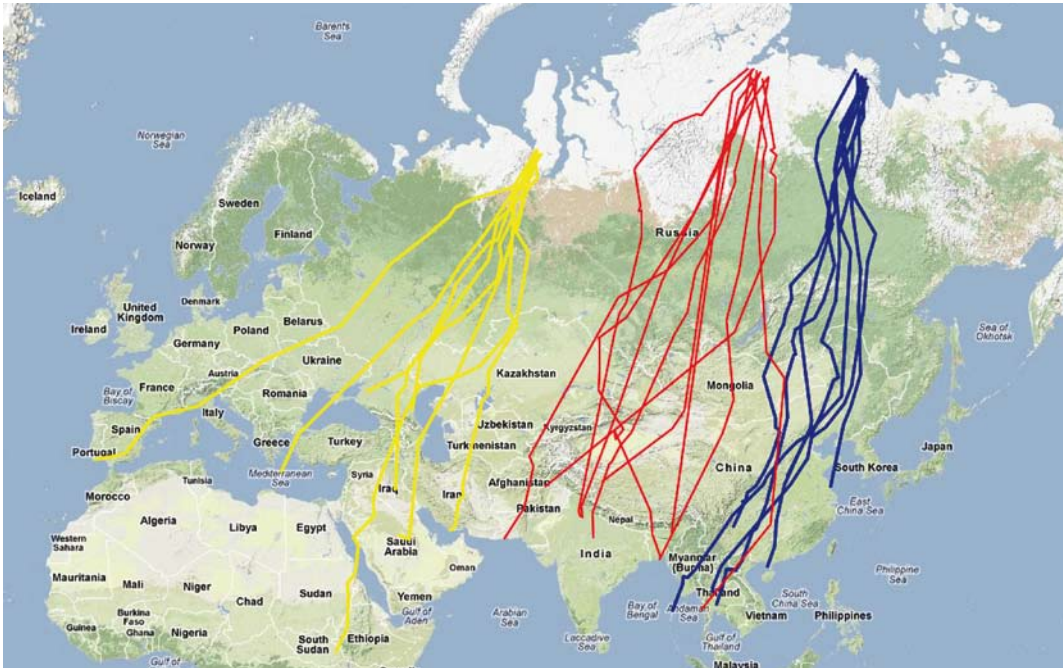 Barents
Sea
Norwegian
Sea
Iceland
Sweden
Finland
Norway
Russia
United
Kingdom
Denmark
Ireland
Belarus
Poland
Germany
Sea of
Okhotsk
Ukraine
Austria
France
Kazakhstan
Mongolia
Bay of
Biscay
Romania
Italy
Uzbekistan
Kyrgyzstan
Spain
Portugal
Greece
Turkey
Turkmenistan
Japan
China
South Korea
Mediterranean
Sea
Syria
Tunisia
Iraq
Iran
Afghanistan
Morocco
Pakistan
East
China Sea
Nepal
Algeria
Libya
Egypt
Western
Sahara
Saudi
Arabia
India
Myanmar
(Burma)
Oman
Mauritania
Mali
Niger
Philippine
Sea
Chad
Sudan
Yemen
Thailand
Gulf of
Aden
Arabian
Sea
Bay of
Bengal
Andaman
Sea
South
China Sea
Vietnam
Philippines
Burkina
Faso
Guinea
Ghana
Nigeria
South
Sudan
Ethiopia
Laccadive
Sea
Gulf of
Thailand
Gulf of
Malaysia